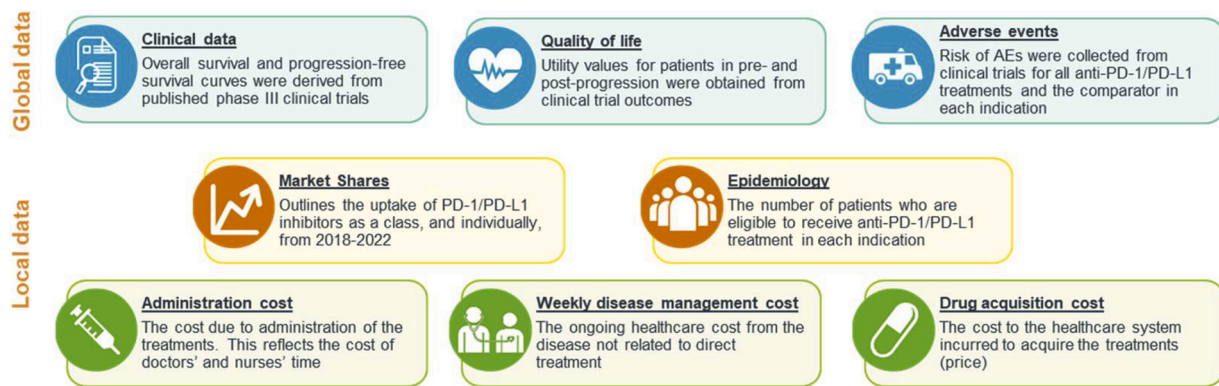 Global data
Clinical data
Overall survival and progression-free
survival curves were derived from
published phase III clinical trials
Quality of life
Utility values for patients in pre- and
post-progression were obtained from
clinical trial outcomes
Adverse events
Risk of AEs were collected from
clinical trials for all anti-PD-1/PD-L1
treatments and the comparator in
each indication
Local data
Market Shares
Outlines the uptake of PD-1/PD-L1
inhibitors as a class, and individually,
from 2018-2022
Epidemiology
The number of patients who are
eligible to receive anti-PD-1/PD-L1
treatment in each indication
Administration cost
The cost due to administration of the
treatments. This reflects the cost of
doctors' and nurses' time
Weekly disease management cost
The ongoing healthcare cost from the
disease not related to direct
treatment
Drug acquisition cost
The cost to the healthcare system
incurred to acquire the treatments
(price)